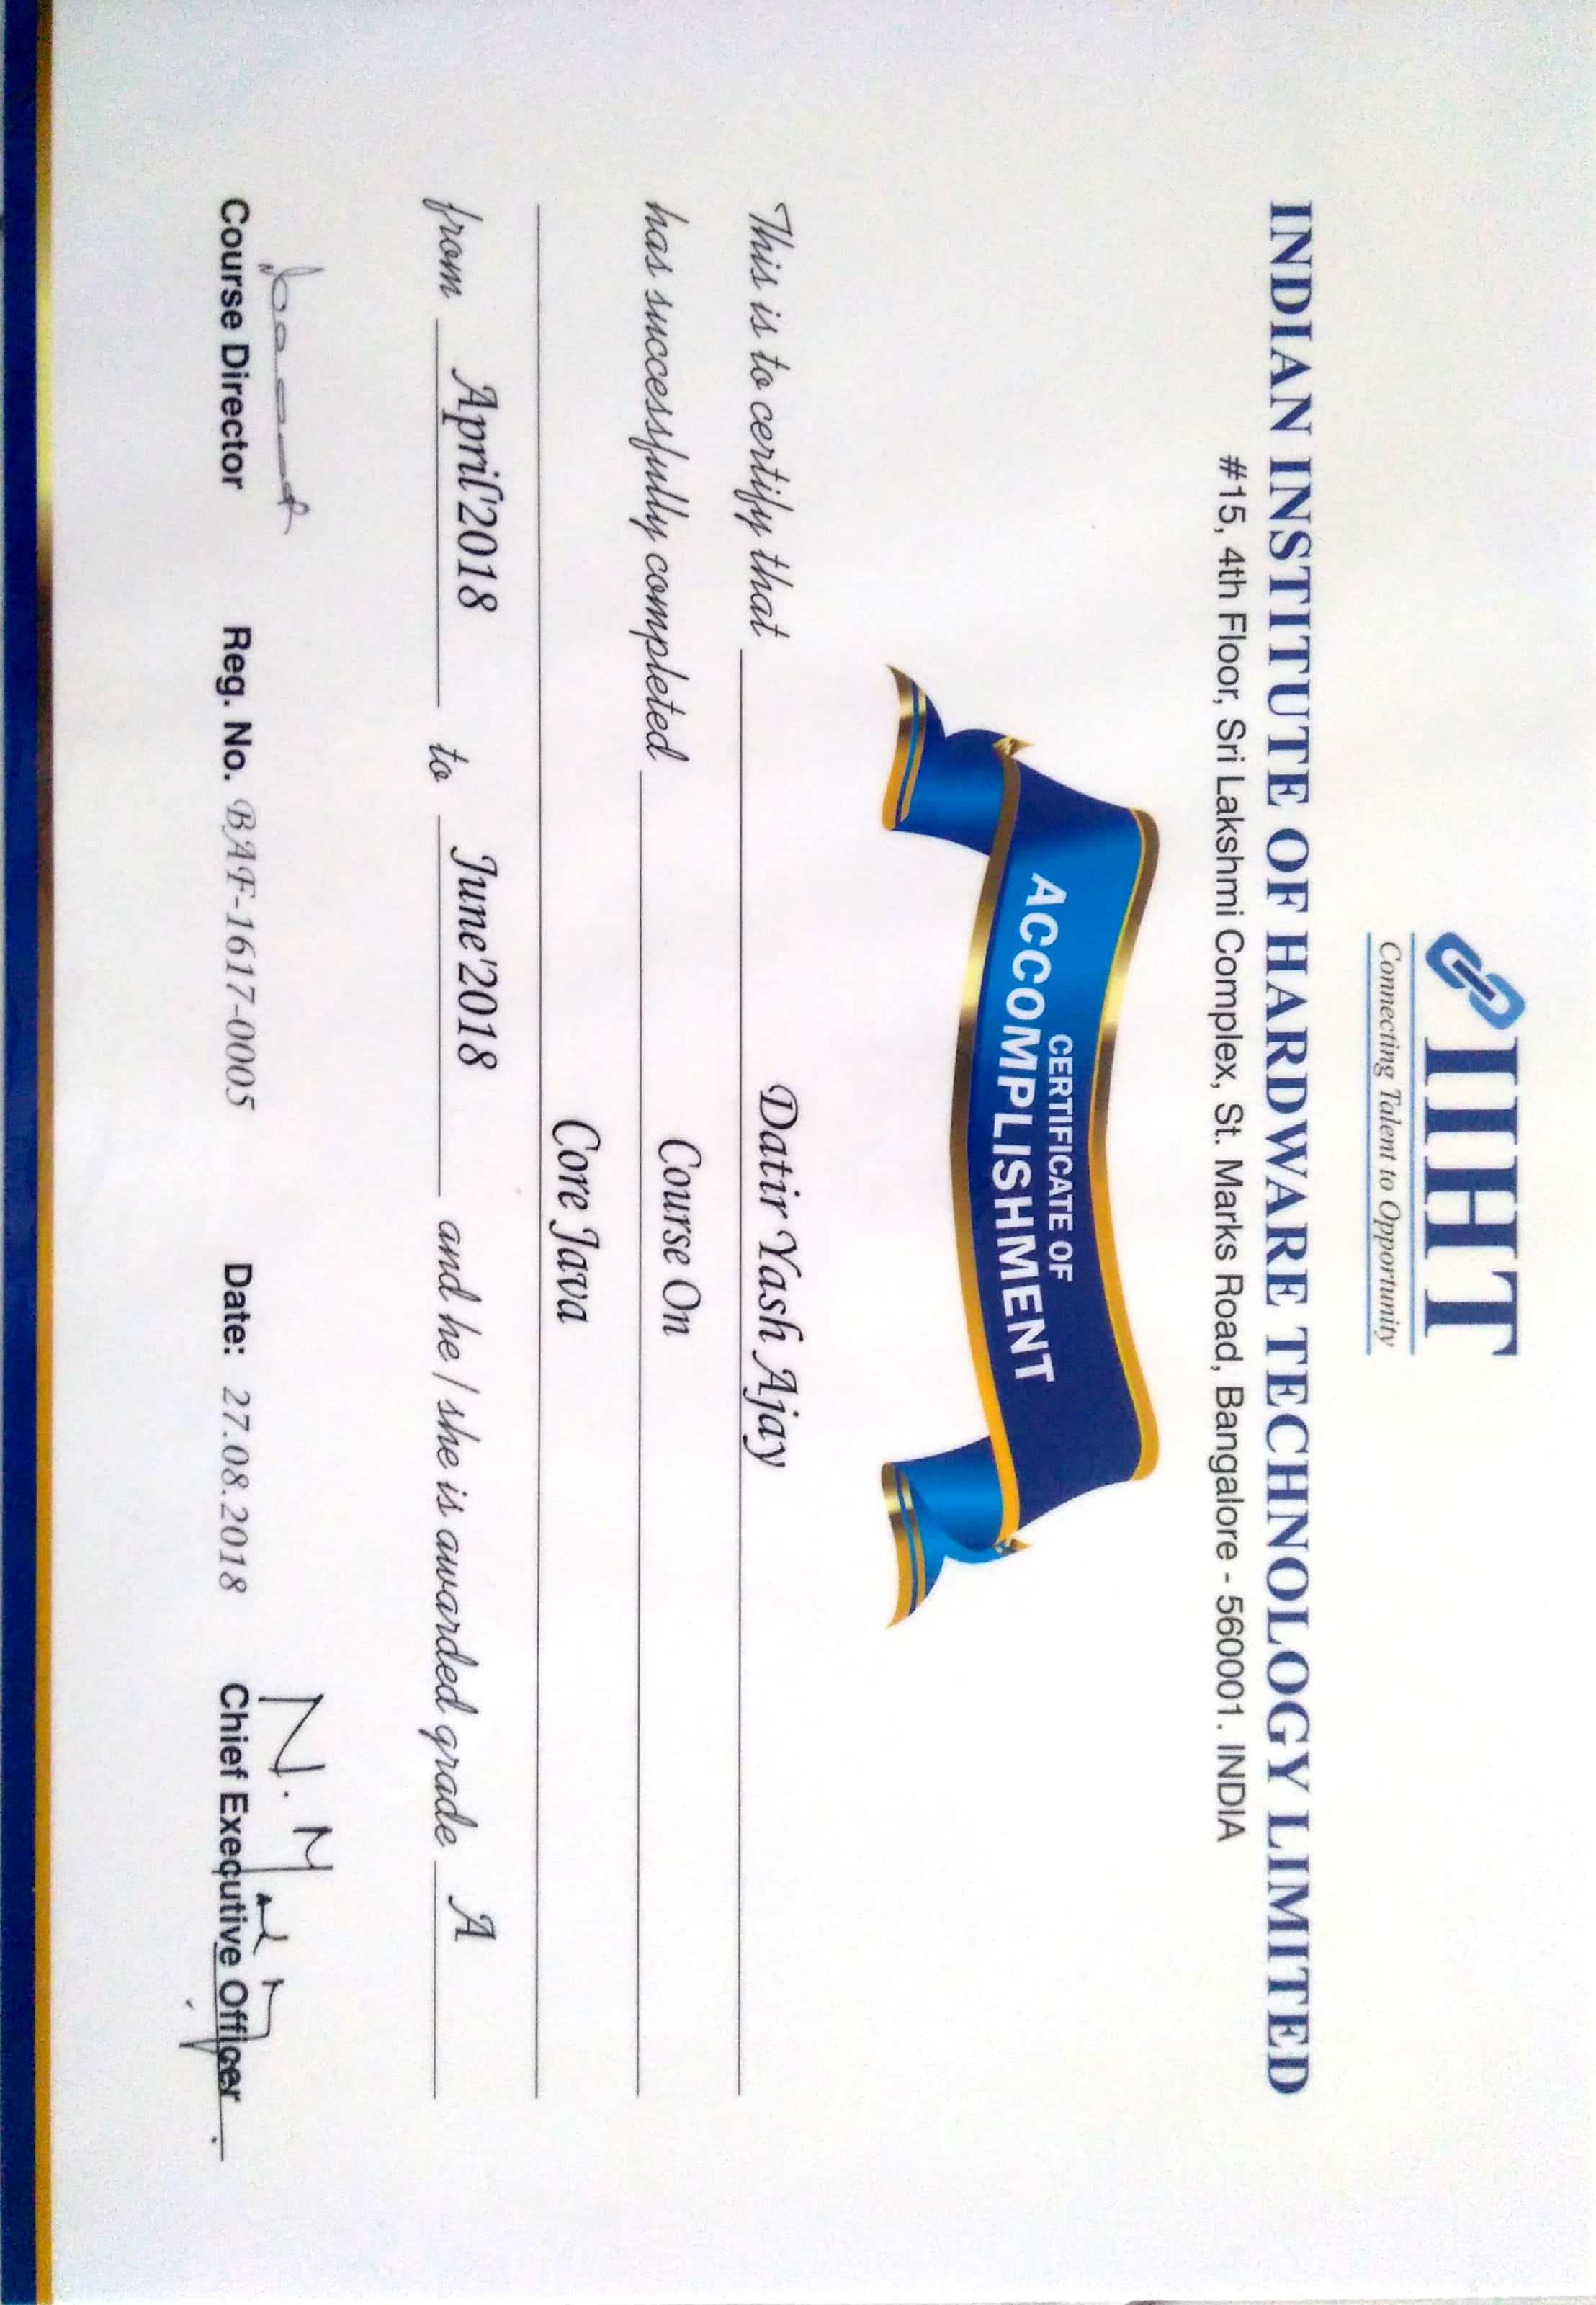 IIHT
Connecting Talent to Opportunity
INDIAN INSTITUTE OF HARDWARE TECHNOLOGY LIMITED
#15, 4th Floor, Sri Lakshmi Complex, St. Marks Road, Bangalore - 560001. INDIA
CERTIFICATE OF
ACCOMPLISHMENT
This is to certify that Datir Yash Ajay
has successfully completed Course On
Core Java
from April'2018 to June'2018 and he / she is awarded grade A
Course Director Reg. No. BAF-1617-0005 Date: 27.08.2018 Chief Executive Officer